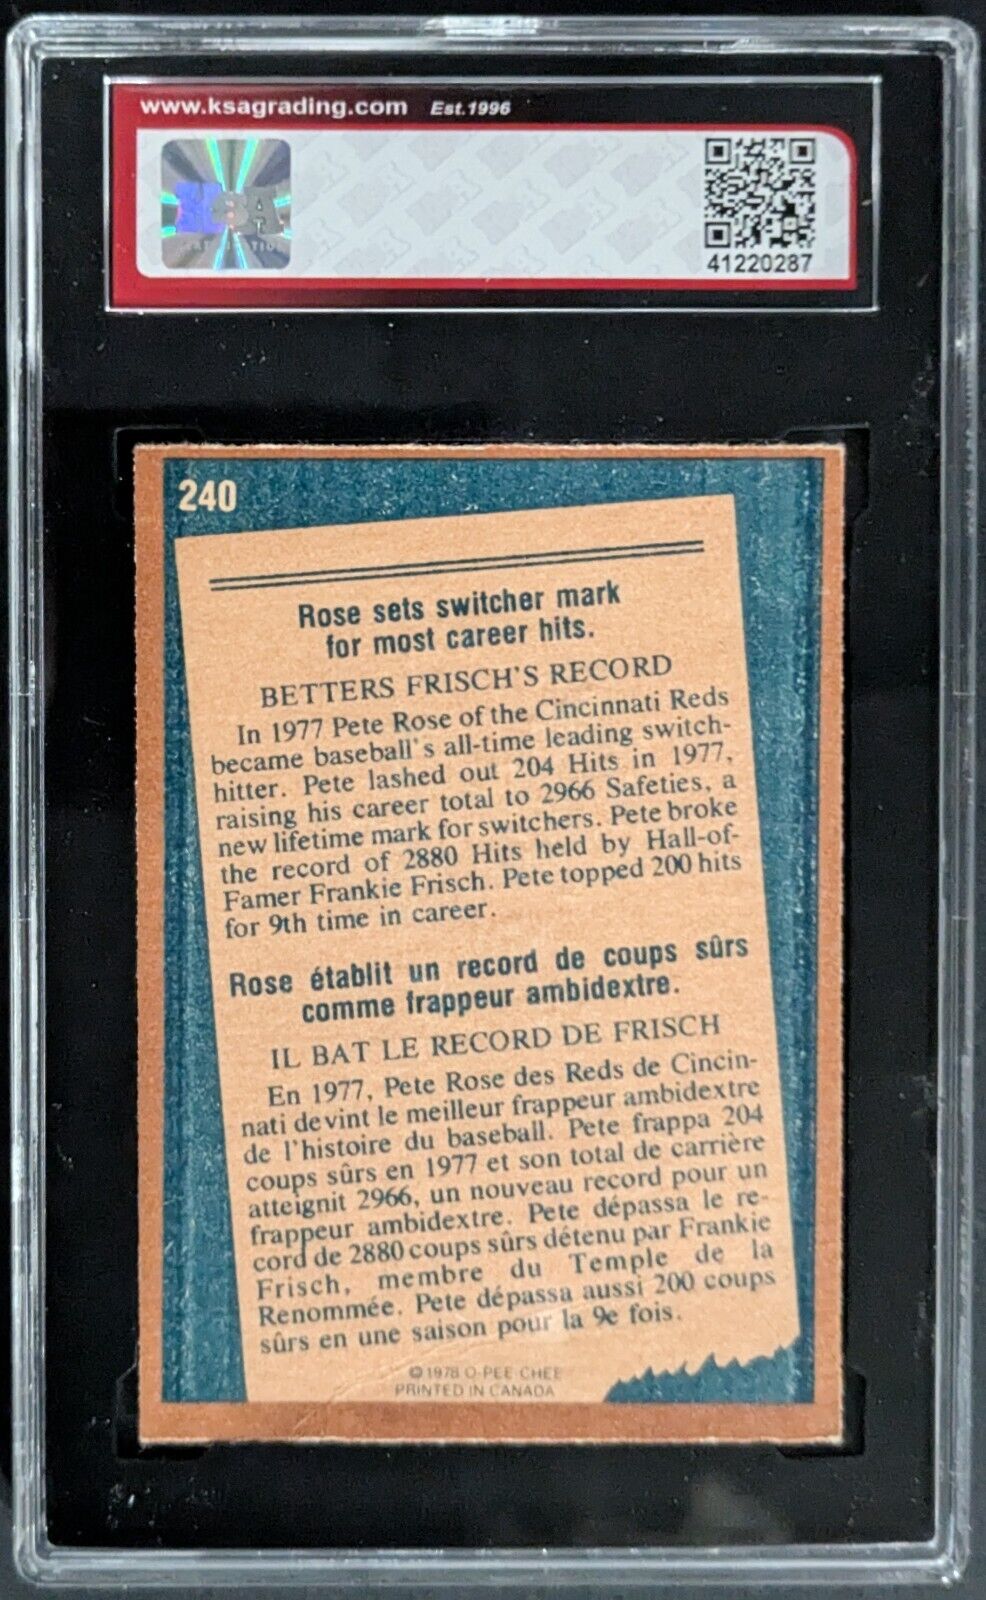 www.ksagrading.com Est.1996
KSA
41220287
240
Rose sets switcher mark
for most career hits.
BETTERS FRISCH'S RECORD
In 1977 Pete Rose of the Cincinnati Reds
became baseball's all-time leading switch-
hitter. Pete lashed out 204 Hits in 1977,
raising his career total to 2966 Safeties, a
new lifetime mark for switchers. Pete broke
the record of 2880 Hits held by Hall-of-
Famer Frankie Frisch. Pete topped 200 hits
for 9th time in career.
Rose établit un record de coups sûrs
comme frappeur ambidextre.
IL BAT LE RECORD DE FRISCH
En 1977, Pete Rose des Reds de Cincin-
nati devint le meilleur frappeur ambidextre
de l'histoire du baseball. Pete frappa 204
coups sûrs en 1977 et son total de carrière
atteignit 2966, un nouveau record pour un
frappeur ambidextre. Pete dépassa le re-
cord de 2880 coups sûrs détenu par Frankie
Frisch, membre du Temple de la
Renommée. Pete dépassa aussi 200 coups
sûrs en une saison pour la 9e fois.
©1978 O-PEE-CHEE
PRINTED IN CANADA